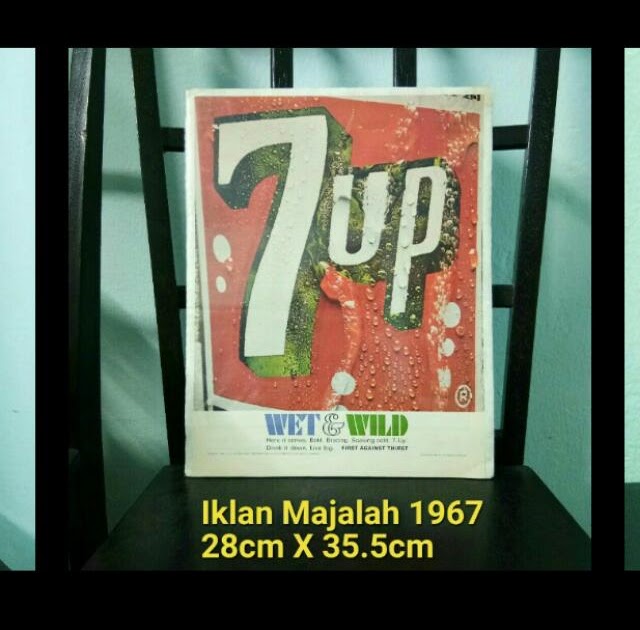 7up
®
WET & WILD
Here it comes. Bold. Bracing. Soaking cold. 7-Up.
Drink it down. Live big. FIRST AGAINST THIRST
Iklan Majalah 1967
28cm X 35.5cm